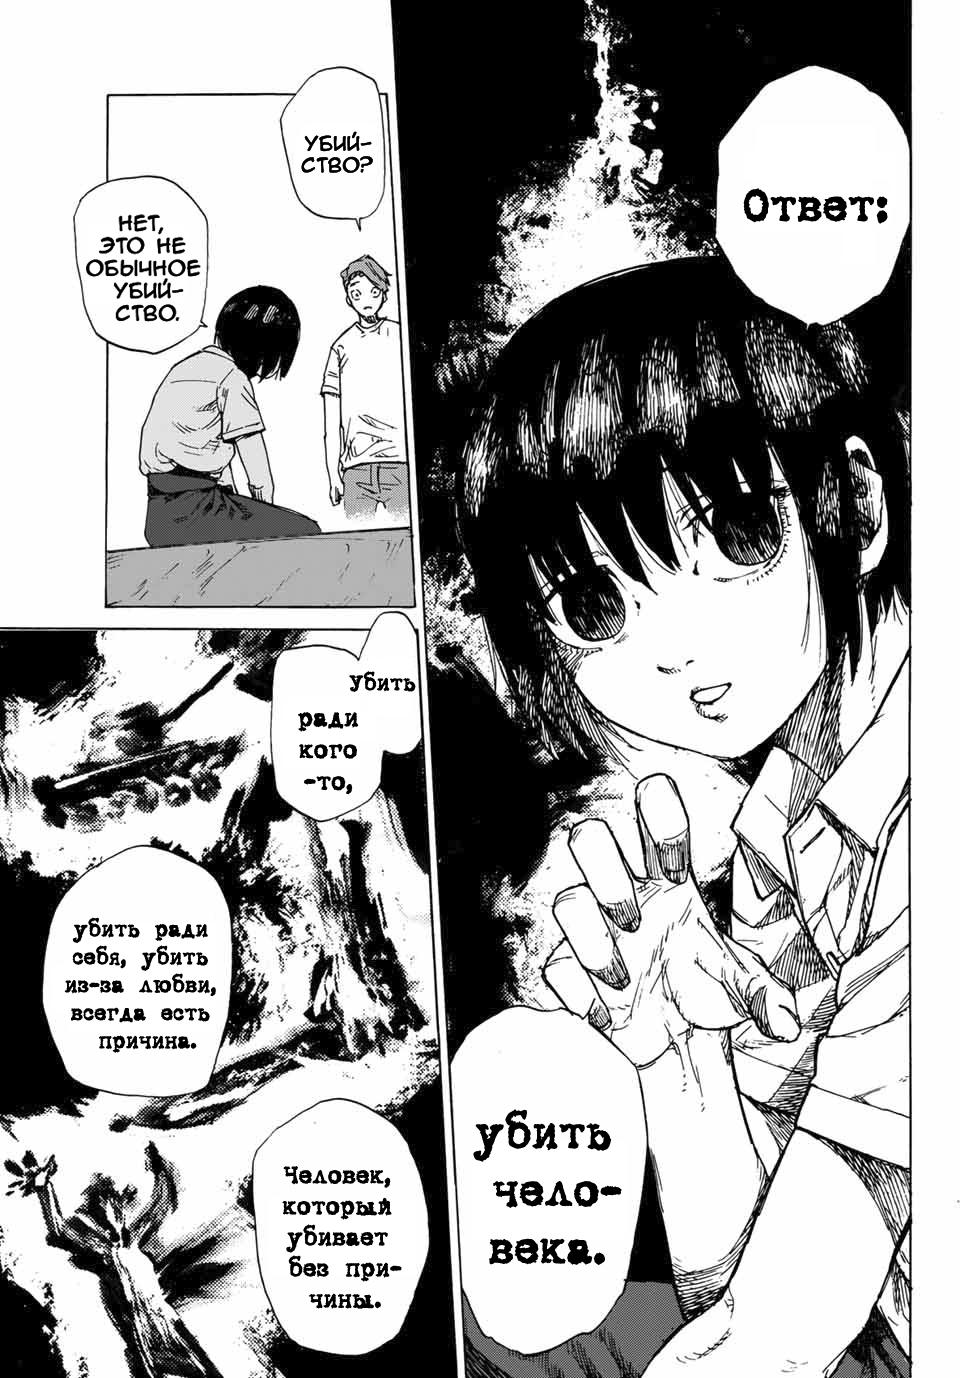 Ответ:
убить
чело-
века.
УБИЙ-
СТВО?
НЕТ,
ЭТО НЕ
ОБЫЧНОЕ
УБИЙ-
СТВО.
Убить
ради
кого
-то,
убить ради
себя, убить
из-за любви,
всегда есть
причина.
Человек,
который
убивает
без при-
чины.